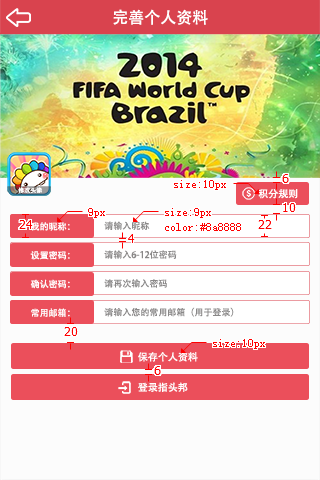 完善个人资料
2014
FIFA World Cup
Brazil™
修改头像
size:10px
6
积分规则
10
9px
size:9px
24
我的昵称：
请输入昵称
color:#8a8888
22
4
设置密码：
请输入6-12位密码
确认密码：
请再次输入密码
常用邮箱：
请输入您的常用邮箱（用于登录）
20
size:10px
保存个人资料
6
登录指头邦